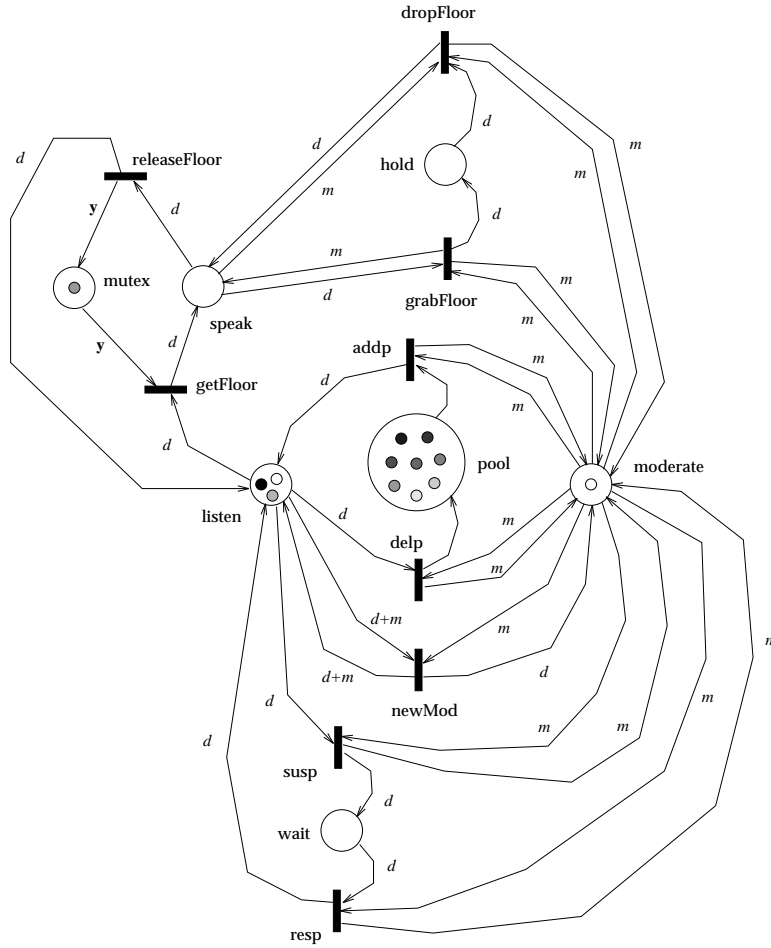 dropFloor
d
m
d
hold
m
m
d
releaseFloor
y
d
m
d
d
m
m
grabFloor
mutex
speak
y
d
getFloor
addp
m
d
m
d
pool
moderate
listen
d
delp
m
m
d+m
m
d+m
d
newMod
m
d
m
m
m
d
susp
d
wait
d
resp